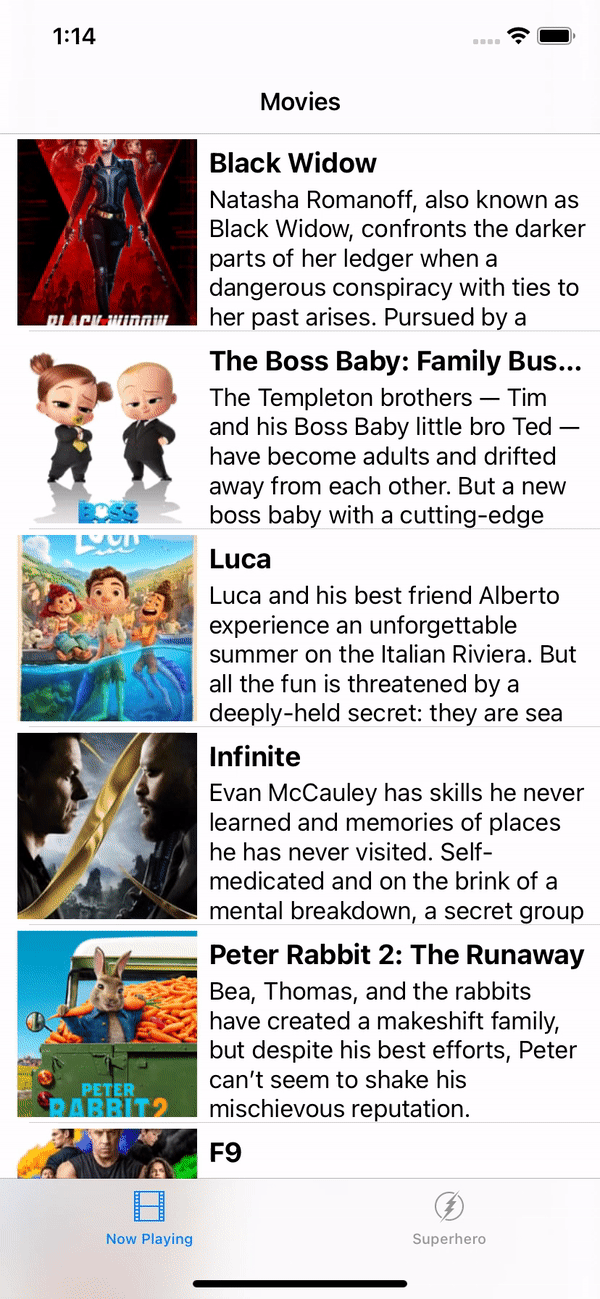 1:14
Movies
BLACK WIDOW
Black Widow
Natasha Romanoff, also known as
Black Widow, confronts the darker
parts of her ledger when a
dangerous conspiracy with ties to
her past arises. Pursued by a
BOSS
The Boss Baby: Family Bus...
The Templeton brothers — Tim
and his Boss Baby little bro Ted —
have become adults and drifted
away from each other. But a new
boss baby with a cutting-edge
LUCA
Luca
Luca and his best friend Alberto
experience an unforgettable
summer on the Italian Riviera. But
all the fun is threatened by a
deeply-held secret: they are sea
Infinite
Evan McCauley has skills he never
learned and memories of places
he has never visited. Self-
medicated and on the brink of a
mental breakdown, a secret group
PETER
RABBIT 2
Peter Rabbit 2: The Runaway
Bea, Thomas, and the rabbits
have created a makeshift family,
but despite his best efforts, Peter
can’t seem to shake his
mischievous reputation.
F9
Now Playing
Superhero